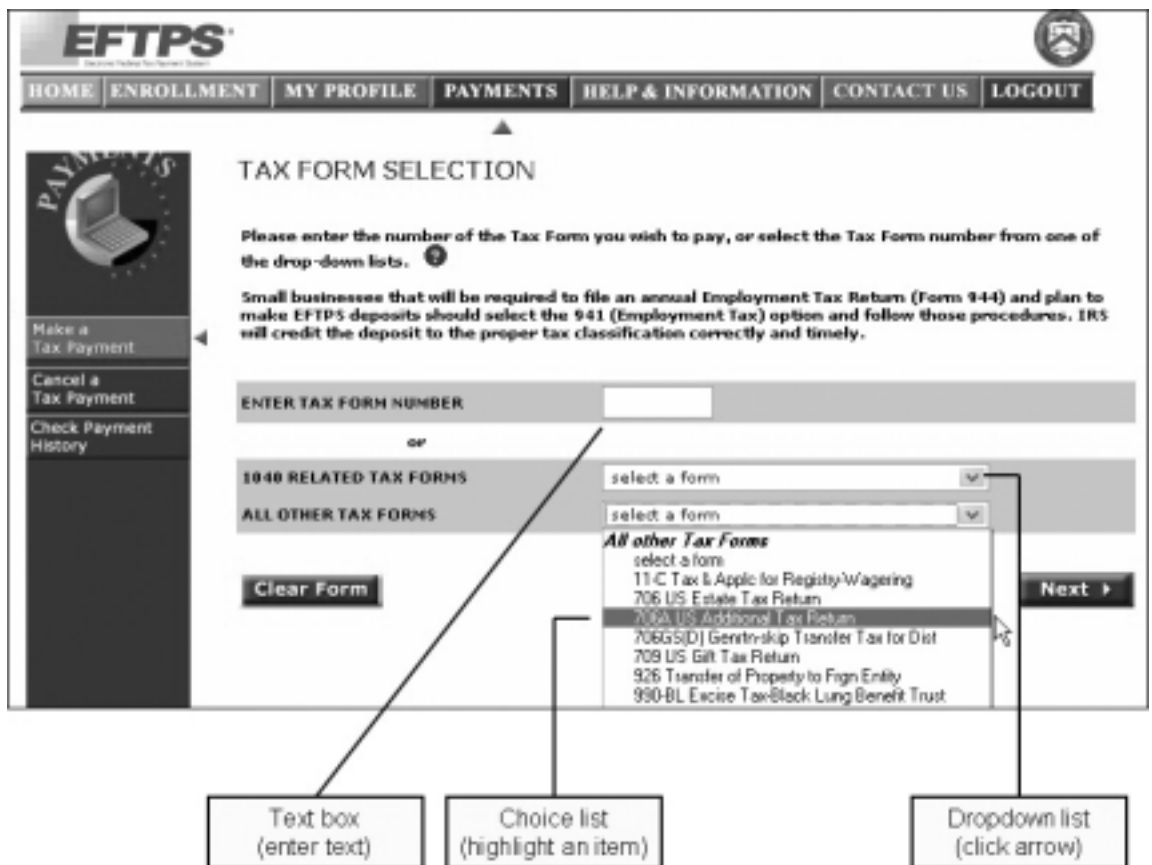 EFTPS
Electronic Federal Tax Payment System
HOME ENROLLMENT MY PROFILE PAYMENTS HELP & INFORMATION CONTACT US LOGOUT
PAYMENTS
Make a
Tax Payment
Cancel a
Tax Payment
Check Payment
History
TAX FORM SELECTION
Please enter the number of the Tax Form you wish to pay, or select the Tax Form number from one of
the drop-down lists. ?
Small businesses that will be required to file an annual Employment Tax Return (Form 944) and plan to
make EFTPS deposits should select the 941 (Employment Tax) option and follow those procedures. IRS
will credit the deposit to the proper tax classification correctly and timely.
ENTER TAX FORM NUMBER
or
1040 RELATED TAX FORMS select a form
ALL OTHER TAX FORMS select a form
All other Tax Forms
select a form
11-C Tax & Applc for Registy-Wagering
706 US Estate Tax Return
706A US Additional Tax Return
706GS(D) Genrtn-skip Transfer Tax for Dist
709 US Gift Tax Return
926 Transfer of Property to Frgn Entity
990-BL Excise Tax-Black Lung Benefit Trust
Clear Form
Next
Text box
(enter text)
Choice list
(highlight an item)
Dropdown list
(click arrow)